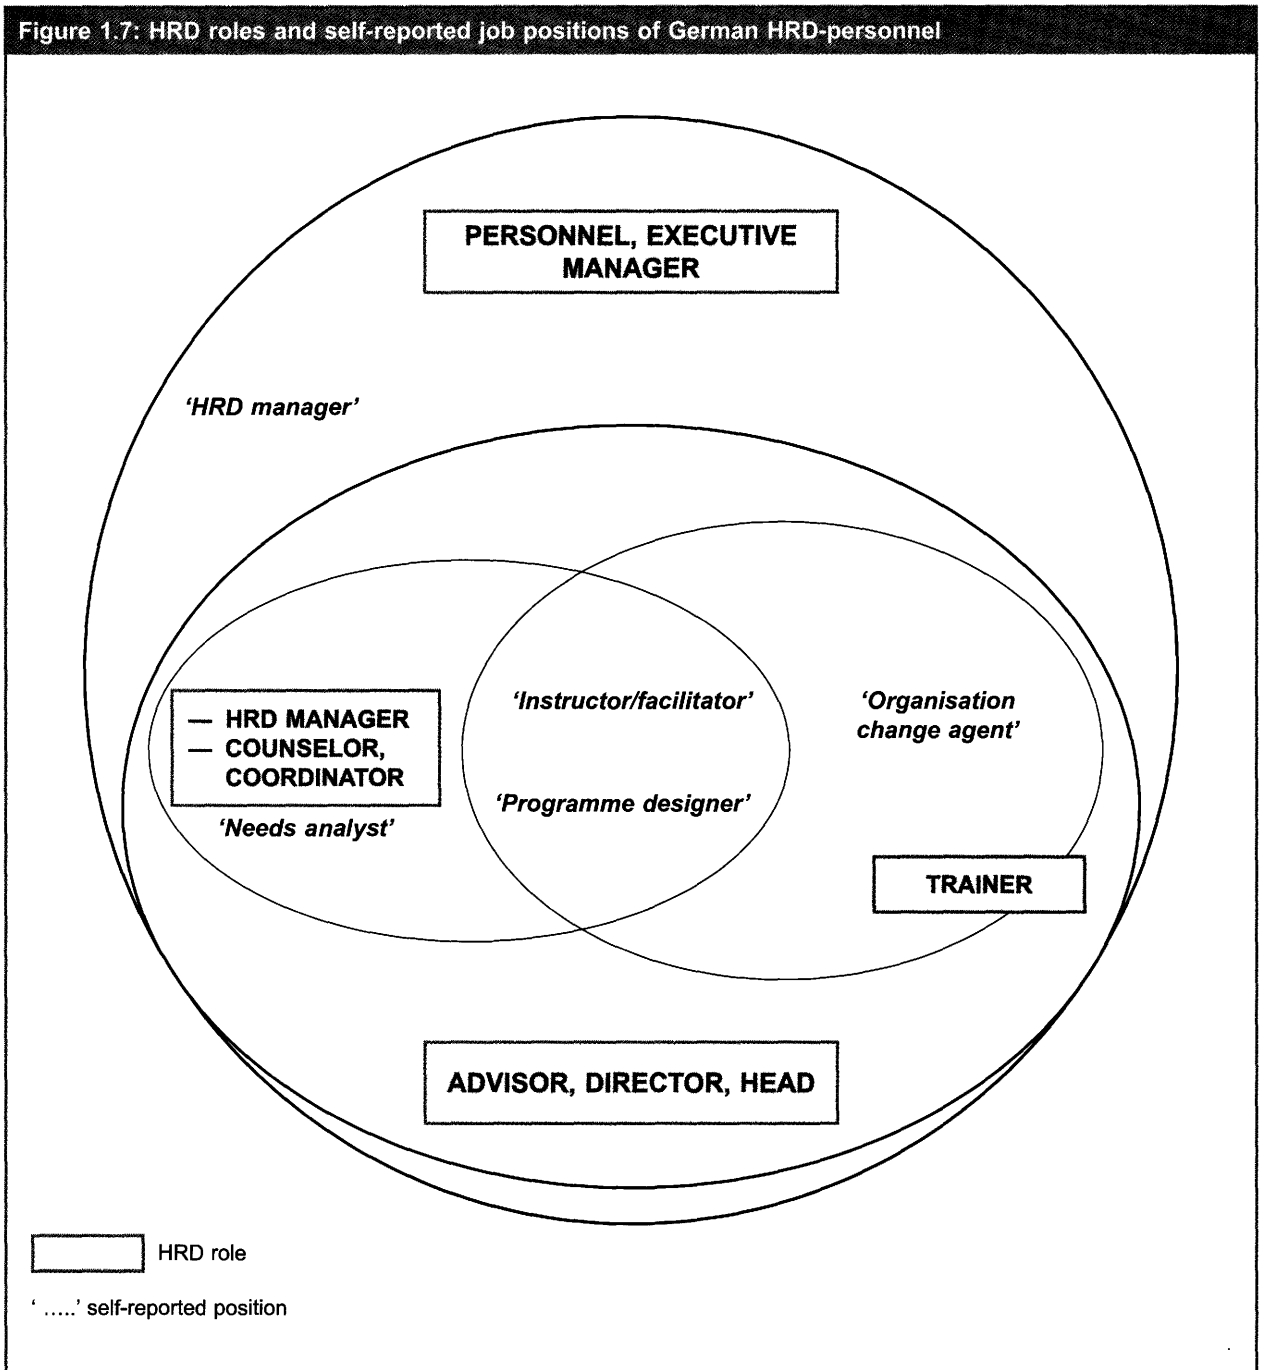 Figure 1.7: HRD roles and self-reported job positions of German HRD-personnel
PERSONNEL, EXECUTIVE
MANAGER
‘HRD manager’
— HRD MANAGER
— COUNSELOR,
COORDINATOR
‘Needs analyst’
‘Instructor/facilitator’
‘Programme designer’
‘Organisation
change agent’
TRAINER
ADVISOR, DIRECTOR, HEAD
HRD role
‘ .....’ self-reported position